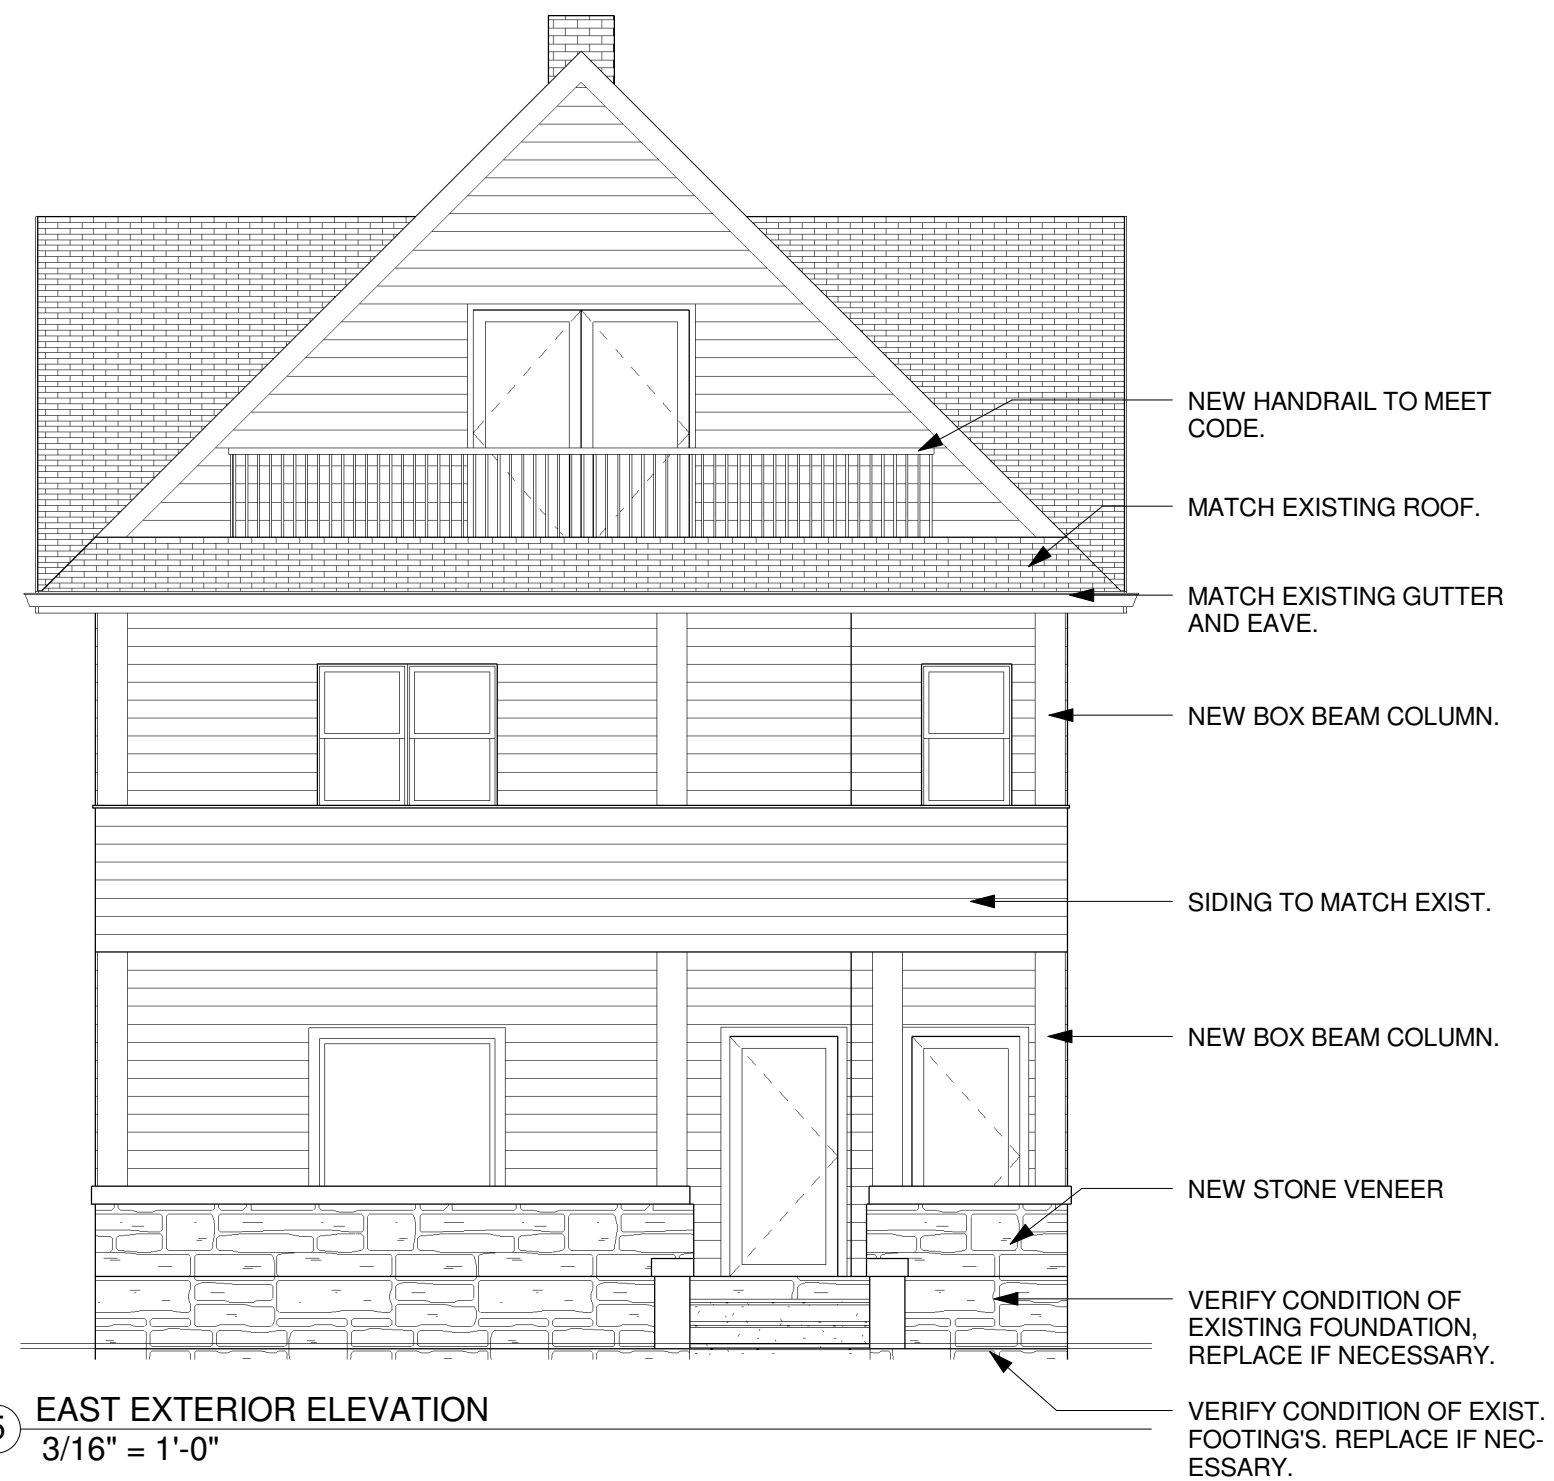 NEW HANDRAIL TO MEET
CODE.
MATCH EXISTING ROOF.
MATCH EXISTING GUTTER
AND EAVE.
NEW BOX BEAM COLUMN.
SIDING TO MATCH EXIST.
NEW BOX BEAM COLUMN.
NEW STONE VENEER
VERIFY CONDITION OF
EXISTING FOUNDATION,
REPLACE IF NECESSARY.
VERIFY CONDITION OF EXIST.
FOOTING'S. REPLACE IF NEC-
ESSARY.
5 EAST EXTERIOR ELEVATION
3/16" = 1'-0"